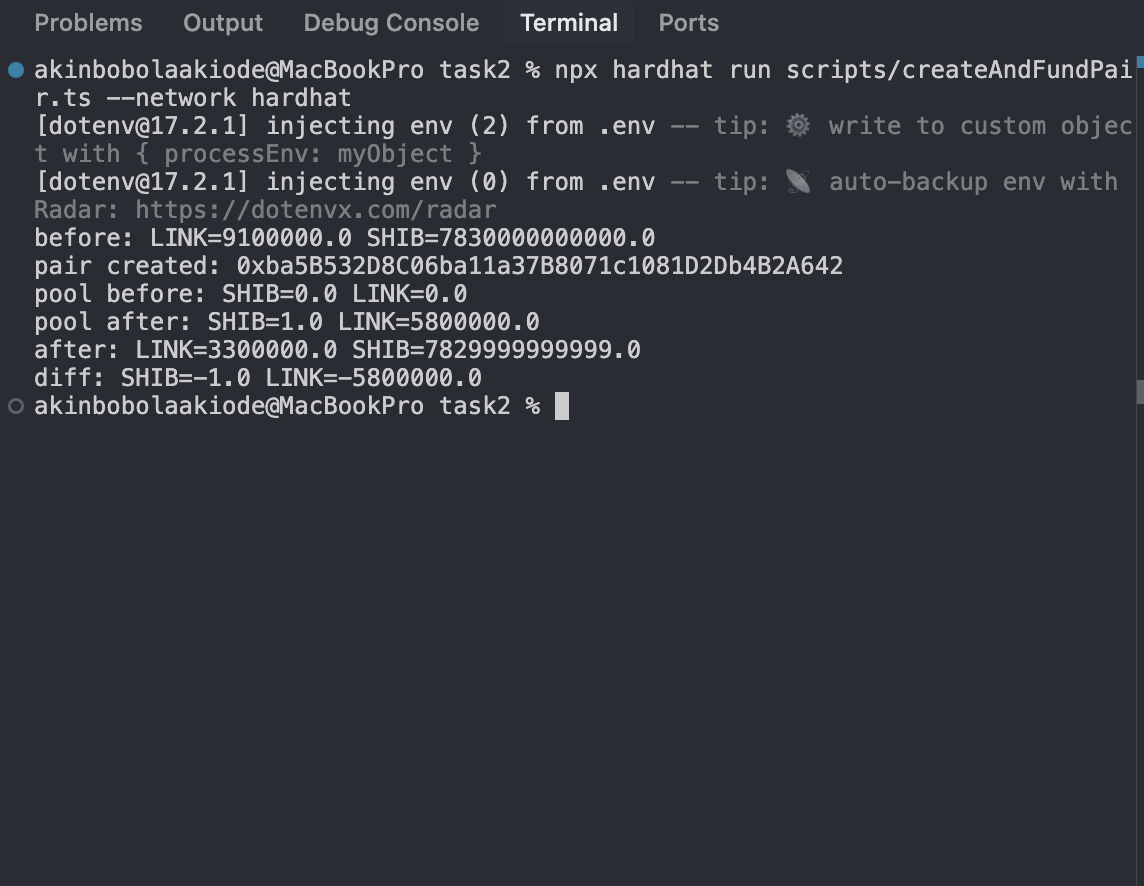 Problems Output Debug Console Terminal Ports
akinbobolaakiode@MacBookPro task2 % npx hardhat run scripts/createAndFundPai
r.ts --network hardhat
[dotenv@17.2.1] injecting env (2) from .env -- tip: ⚙️ write to custom objec
t with { processEnv: myObject }
[dotenv@17.2.1] injecting env (0) from .env -- tip: 📡 auto-backup env with
Radar: https://dotenvx.com/radar
before: LINK=9100000.0 SHIB=7830000000000.0
pair created: 0xba5B532D8C06ba11a37B8071c1081D2Db4B2A642
pool before: SHIB=0.0 LINK=0.0
pool after: SHIB=1.0 LINK=5800000.0
after: LINK=3300000.0 SHIB=7829999999999.0
diff: SHIB=-1.0 LINK=-5800000.0
akinbobolaakiode@MacBookPro task2 %